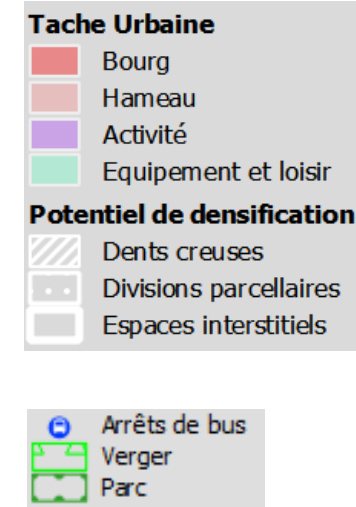 Tache Urbaine
Bourg
Hameau
Activité
Equipement et loisir
Potentiel de densification
Dents creuses
Divisions parcellaires
Espaces interstitiels
Arrêts de bus
Verger
Parc